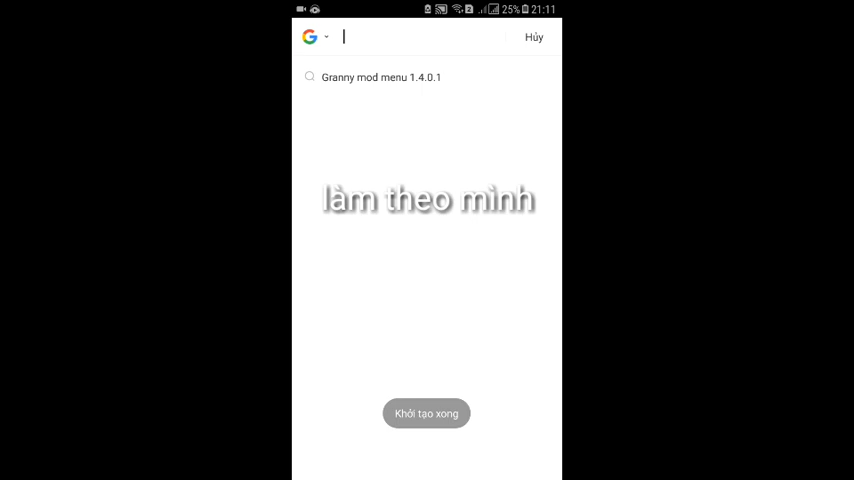 25% 21:11
Hủy
Granny mod menu 1.4.0.1
làm theo mình
Khởi tạo xong